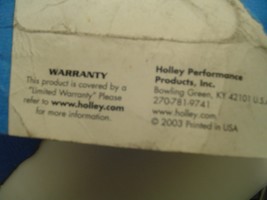 WARRANTY
This product is covered by a
"Limited Warranty" Please
refer to www.holley.com
for more information.
Holley Performance
Products, Inc.
Bowling Green, KY 42101 U.S.
270-781-9741
www.holley.com
© 2003 Printed in USA